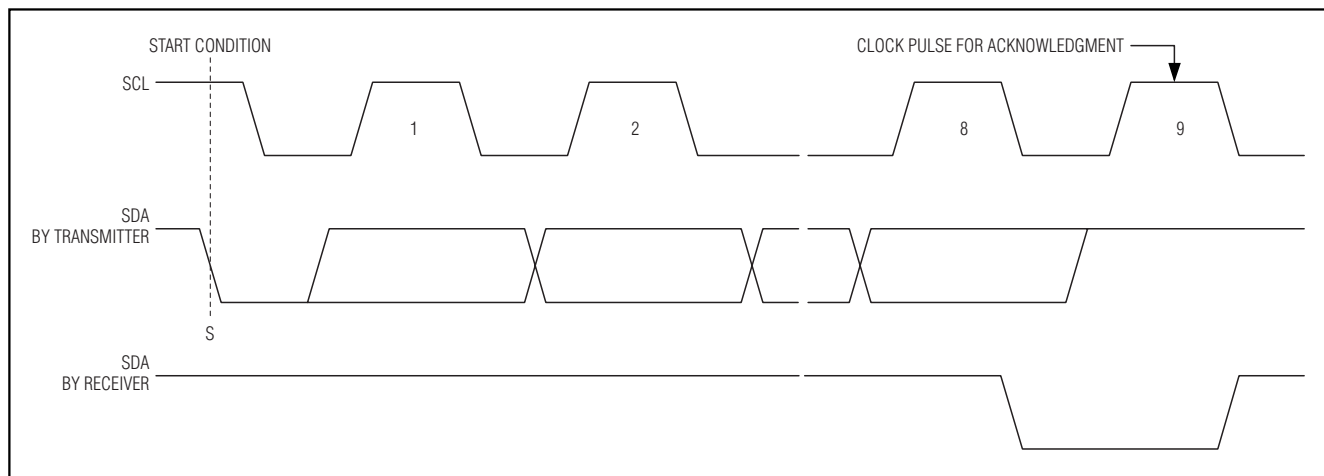 START CONDITION
CLOCK PULSE FOR ACKNOWLEDGMENT
SCL
1
2
8
9
SDA
BY TRANSMITTER
S
SDA
BY RECEIVER